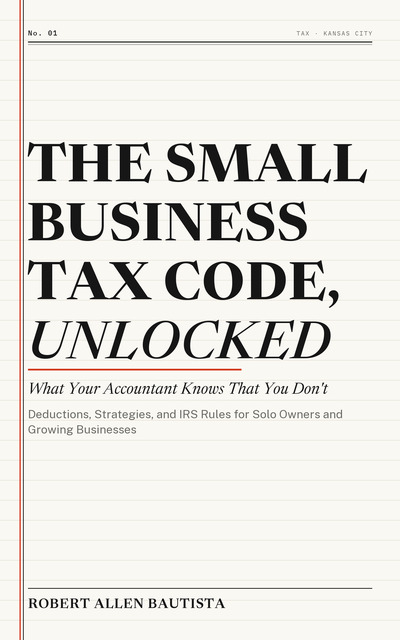 No. 01
TAX · KANSAS CITY
THE SMALL
BUSINESS
TAX CODE,
UNLOCKED
What Your Accountant Knows That You Don't
Deductions, Strategies, and IRS Rules for Solo Owners and
Growing Businesses
ROBERT ALLEN BAUTISTA